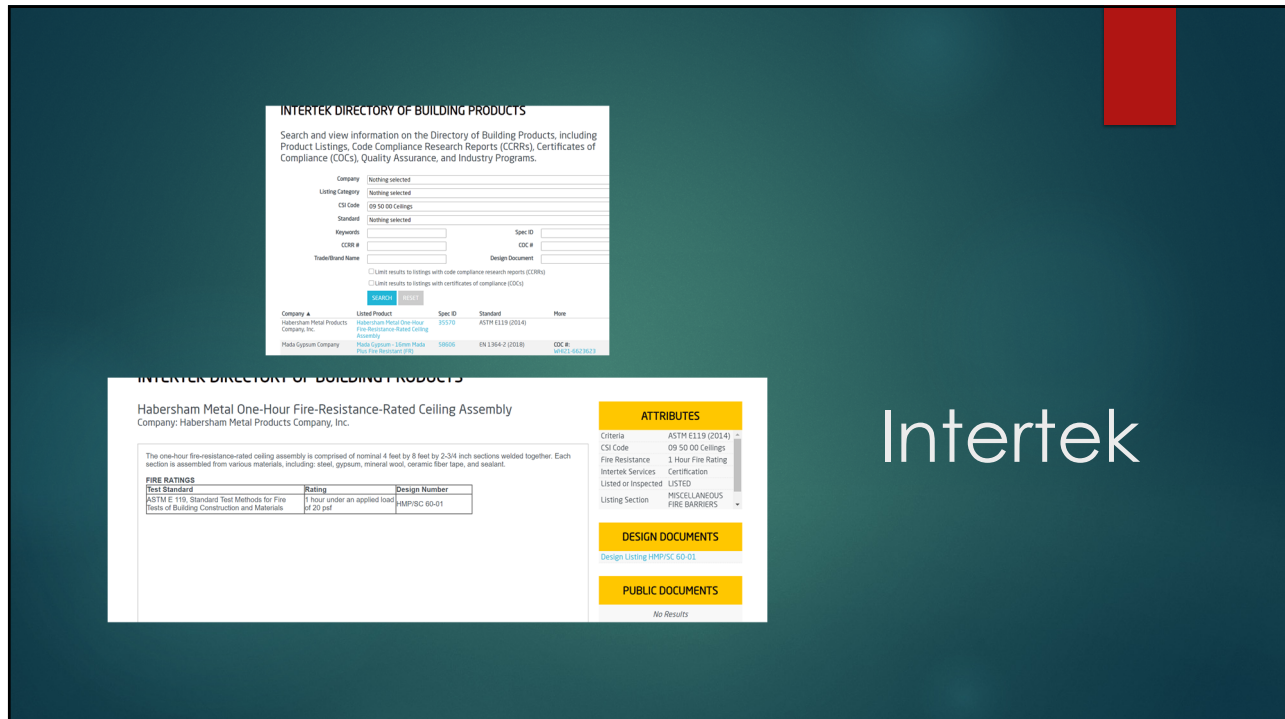 INTERTEK DIRECTORY OF BUILDING PRODUCTS
Search and view information on the Directory of Building Products, including
Product Listings, Code Compliance Research Reports (CCRRs), Certificates of
Compliance (COCs), Quality Assurance, and Industry Programs.
Company Nothing selected
Listing Category Nothing selected
CSI Code 09 50 00 Ceilings
Standard Nothing selected
Keywords Spec ID
CCRR # COC #
Trade/Brand Name Design Document
Limit results to listings with code compliance research reports (CCRRs)
Limit results to listings with certificates of compliance (COCs)
SEARCH RESET
Company ▲ Listed Product Spec ID Standard More
Habersham Metal Products Habersham Metal One-Hour 35570 ASTM E119 (2014)
Company, Inc. Fire-Resistance-Rated Ceiling
Assembly
Mada Gypsum Company Mada Gypsum - 16mm Mada 58606 EN 1364-2 (2018) COC #:
Plus Fire Resistant (FR) WHI21-6623623
INTERTEK DIRECTORY OF BUILDING PRODUCTS
Habersham Metal One-Hour Fire-Resistance-Rated Ceiling Assembly
Company: Habersham Metal Products Company, Inc.
The one-hour fire-resistance-rated ceiling assembly is comprised of nominal 4 feet by 8 feet by 2-3/4 inch sections welded together. Each
section is assembled from various materials, including: steel, gypsum, mineral wool, ceramic fiber tape, and sealant.
FIRE RATINGS
Test Standard Rating Design Number
ASTM E 119, Standard Test Methods for Fire 1 hour under an applied load HMP/SC 60-01
Tests of Building Construction and Materials of 20 psf
ATTRIBUTES
Criteria ASTM E119 (2014)
CSI Code 09 50 00 Ceilings
Fire Resistance 1 Hour Fire Rating
Intertek Services Certification
Listed or Inspected LISTED
Listing Section MISCELLANEOUS
FIRE BARRIERS
DESIGN DOCUMENTS
Design Listing HMP/SC 60-01
PUBLIC DOCUMENTS
No Results
Intertek